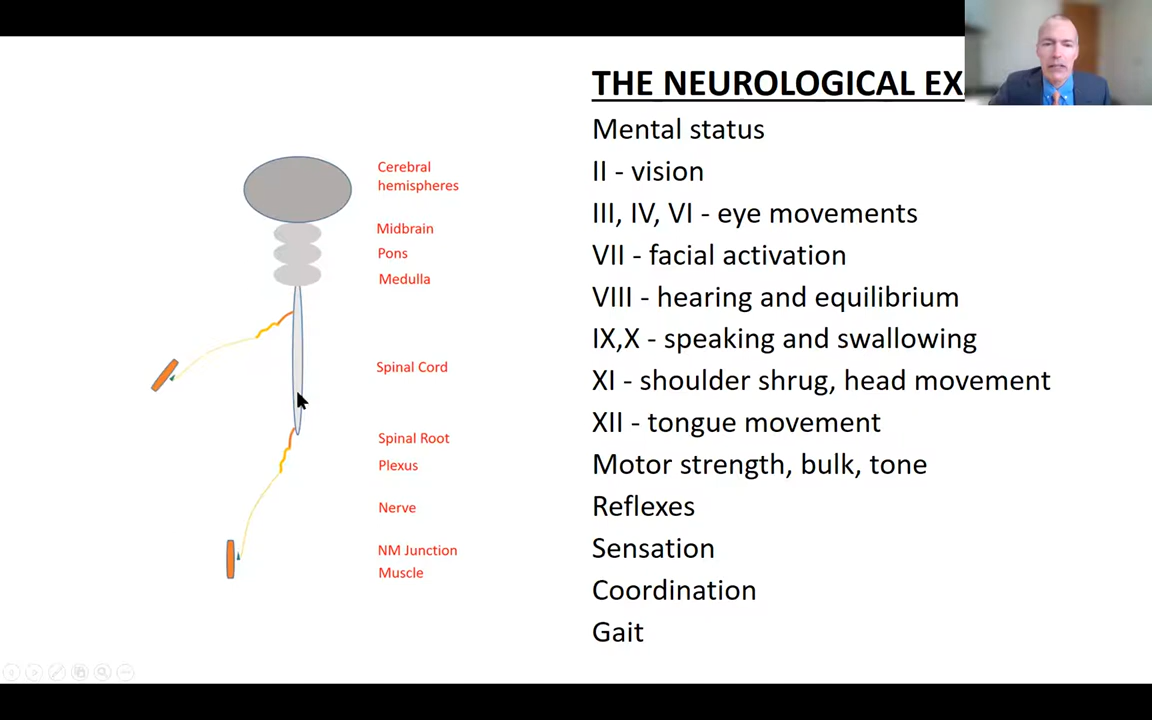 THE NEUROLOGICAL EX
Mental status
II - vision
III, IV, VI - eye movements
VII - facial activation
VIII - hearing and equilibrium
IX,X - speaking and swallowing
XI - shoulder shrug, head movement
XII - tongue movement
Motor strength, bulk, tone
Reflexes
Sensation
Coordination
Gait
Cerebral
hemispheres
Midbrain
Pons
Medulla
Spinal Cord
Spinal Root
Plexus
Nerve
NM Junction
Muscle